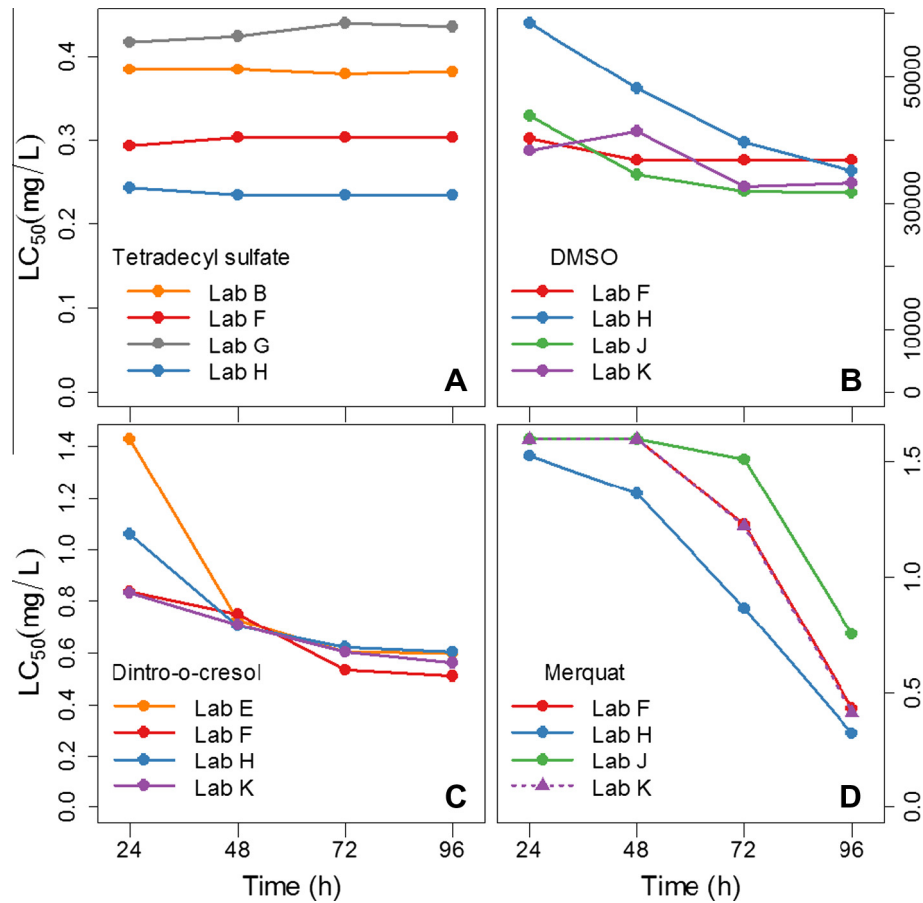 LC50(mg/L)
0.4
0.3
0.2
0.1
0.0
Tetradecyl sulfate
Lab B
Lab F
Lab G
Lab H
A
DMSO
Lab F
Lab H
Lab J
Lab K
B
50000
300000
10000
0
LC50(mg/L)
1.4
1.2
1.0
0.8
0.6
0.4
0.2
0.0
Dintro-o-cresol
Lab E
Lab F
Lab H
Lab K
C
Merquat
Lab F
Lab H
Lab J
Lab K
D
1.5
1.0
0.5
0.0
24 48 72 96
24 48 72 96
Time (h)
Time (h)